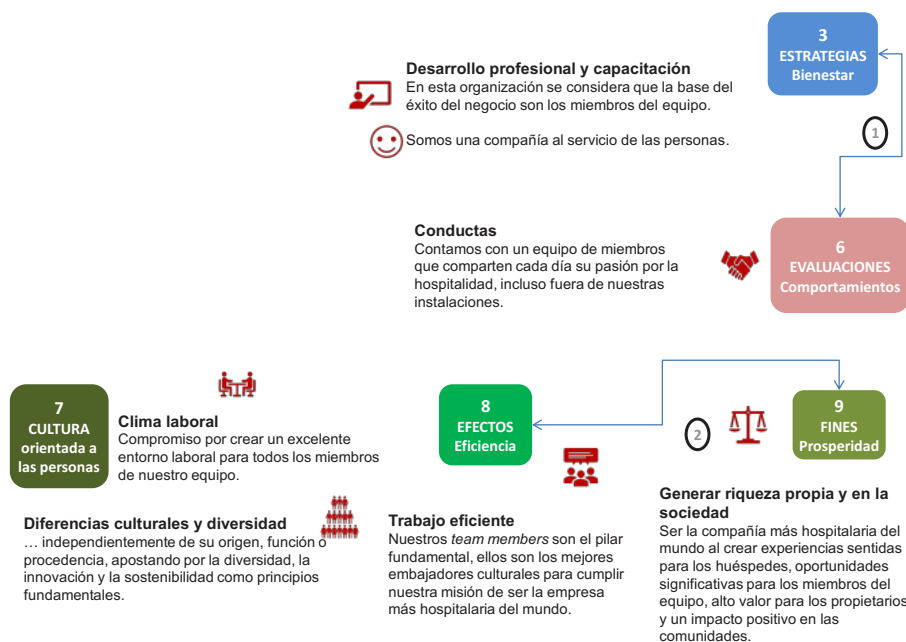 3
ESTRATEGIAS
Bienestar
Desarrollo profesional y capacitación
En esta organización se considera que la base del
éxito del negocio son los miembros del equipo.
Somos una compañía al servicio de las personas.
1
Conductas
Contamos con un equipo de miembros
que comparten cada día su pasión por la
hospitalidad, incluso fuera de nuestras
instalaciones.
6
EVALUACIONES
Comportamientos
7
CULTURA
orientada a
las personas
Clima laboral
Compromiso por crear un excelente
entorno laboral para todos los miembros
de nuestro equipo.
8
EFECTOS
Eficiencia
2
9
FINES
Prosperidad
Diferencias culturales y diversidad
… independientemente de su origen, función o
procedencia, apostando por la diversidad, la
innovación y la sostenibilidad como principios
fundamentales.
Trabajo eficiente
Nuestros team members son el pilar
fundamental, ellos son los mejores
embajadores culturales para cumplir
nuestra misión de ser la empresa
más hospitalaria del mundo.
Generar riqueza propia y en la
sociedad
Ser la compañía más hospitalaria del
mundo al crear experiencias sentidas
para los huéspedes, oportunidades
significativas para los miembros del
equipo, alto valor para los propietarios
y un impacto positivo en las
comunidades.